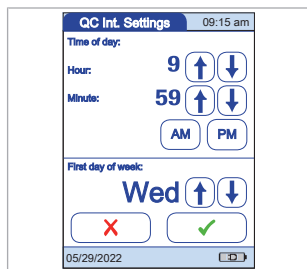 QC Int. Settings 09:15 am
Time of day:
Hour: 9
Minute: 59
AM PM
First day of week:
Wed
05/29/2022